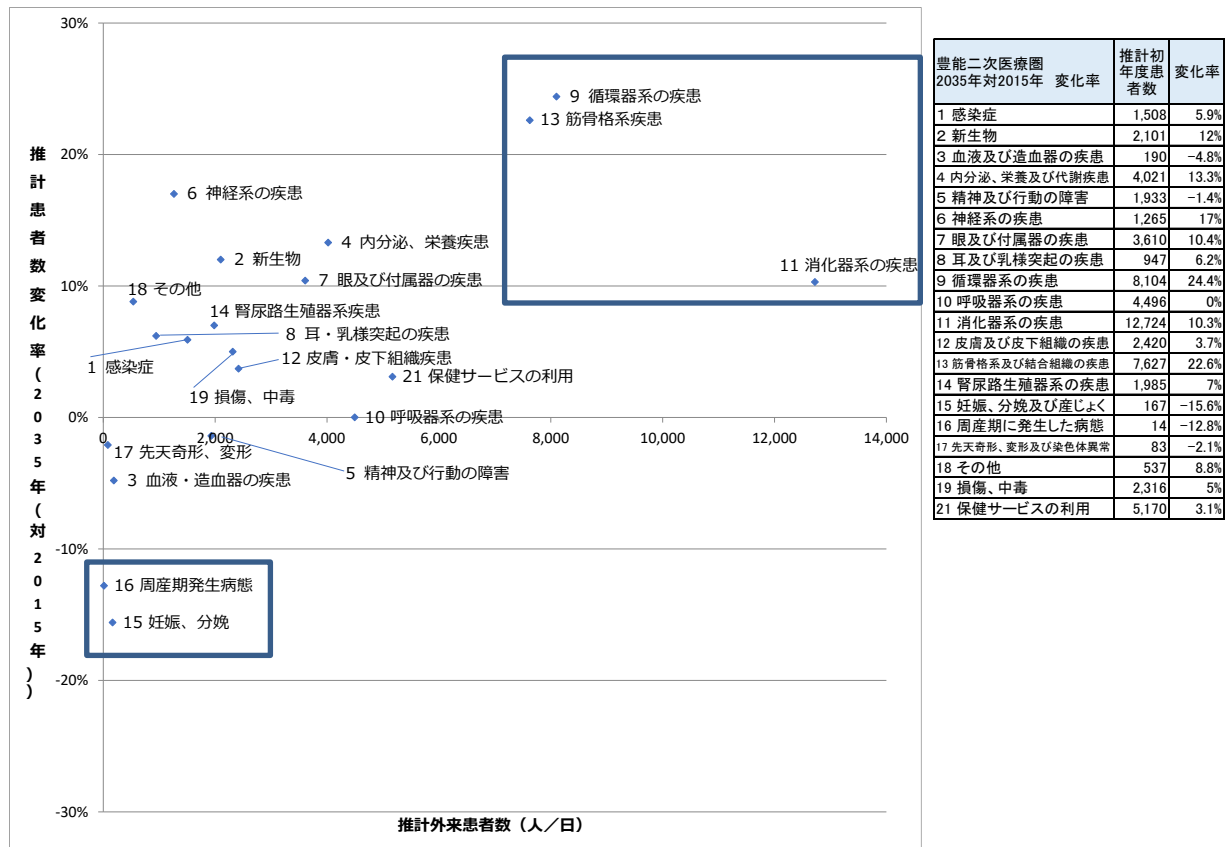 30%
20%
10%
0%
-10%
-20%
-30%
推計患者数変化率(2035年(対2015年))
0
2,000
4,000
6,000
8,000
10,000
12,000
14,000
推計外来患者数（人／日）
9 循環器系の疾患
13 筋骨格系疾患
6 神経系の疾患
4 内分泌、栄養疾患
2 新生物
11 消化器系の疾患
7 眼及び付属器の疾患
18 その他
14 腎尿路生殖器系疾患
8 耳・乳様突起の疾患
1 感染症
12 皮膚・皮下組織疾患
21 保健サービスの利用
19 損傷、中毒
10 呼吸器系の疾患
17 先天奇形、変形
5 精神及び行動の障害
3 血液・造血器の疾患
16 周産期発生病態
15 妊娠、分娩
豊能二次医療圏
2035年対2015年 変化率
推計初
年度患
者数
変化率
1 感染症 1,508 5.9%
2 新生物 2,101 12%
3 血液及び造血器の疾患 190 −4.8%
4 内分泌、栄養及び代謝疾患 4,021 13.3%
5 精神及び行動の障害 1,933 −1.4%
6 神経系の疾患 1,265 17%
7 眼及び付属器の疾患 3,610 10.4%
8 耳及び乳様突起の疾患 947 6.2%
9 循環器系の疾患 8,104 24.4%
10 呼吸器系の疾患 4,496 0%
11 消化器系の疾患 12,724 10.3%
12 皮膚及び皮下組織の疾患 2,420 3.7%
13 筋骨格系及び結合組織の疾患 7,627 22.6%
14 腎尿路生殖器系の疾患 1,985 7%
15 妊娠、分娩及び産じょく 167 −15.6%
16 周産期に発生した病態 14 −12.8%
17 先天奇形、変形及び染色体異常 83 −2.1%
18 その他 537 8.8%
19 損傷、中毒 2,316 5%
21 保健サービスの利用 5,170 3.1%